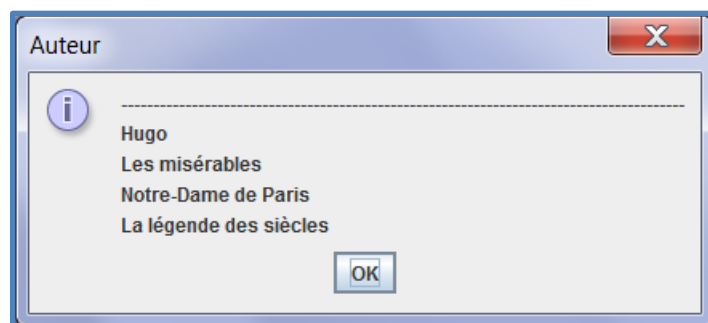 Auteur
----------------------------------------------------------------------------------------
Hugo
Les misérables
Notre-Dame de Paris
La légende des siècles
OK